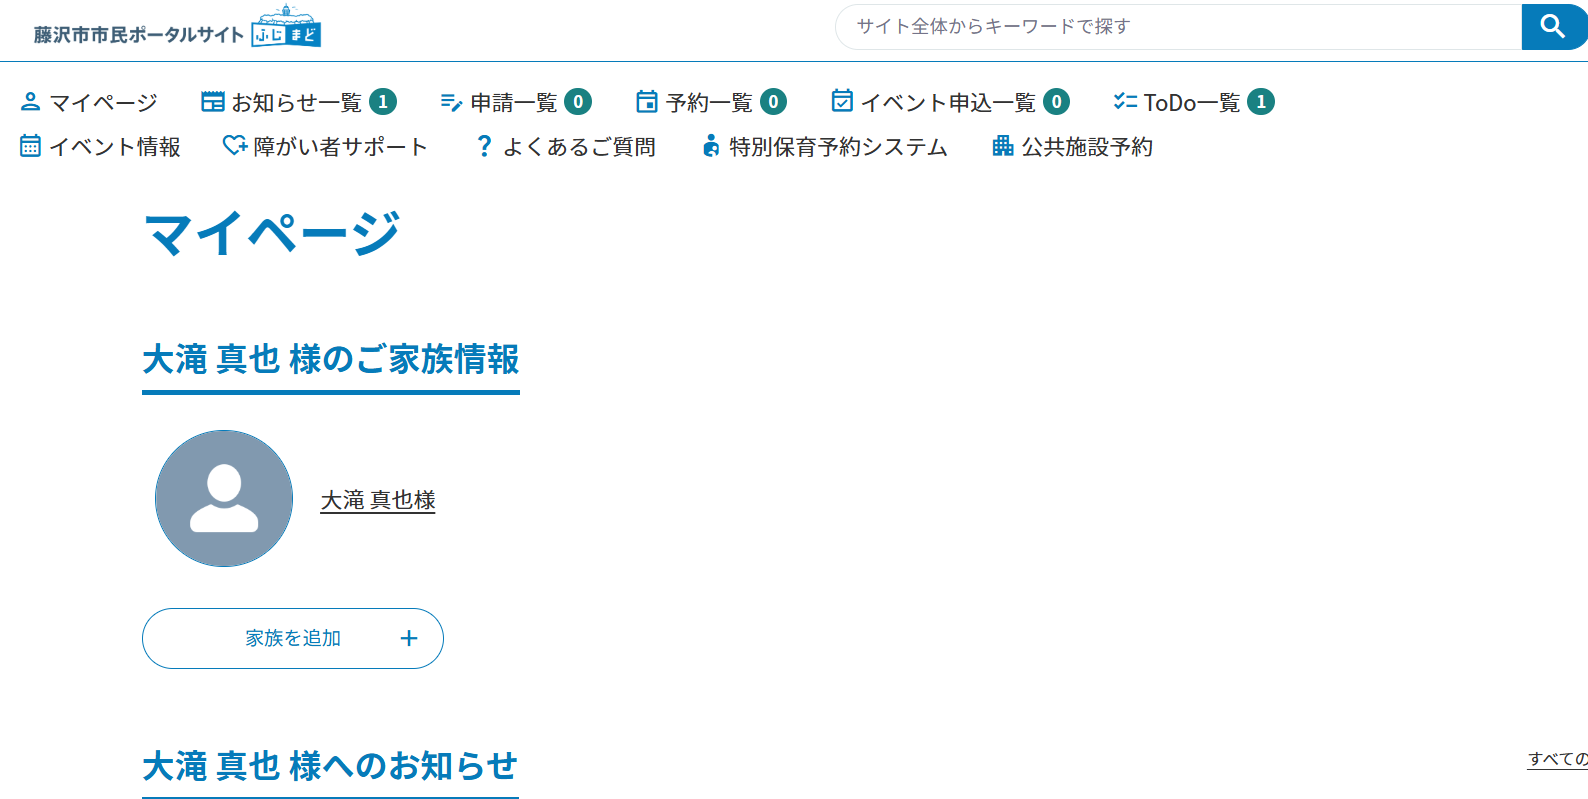 藤沢市市民ポータルサイト ふじまど
サイト全体からキーワードで探す
マイページ お知らせ一覧 1 申請一覧 0 予約一覧 0 イベント申込一覧 0 ToDo一覧 1
イベント情報 障がい者サポート ? よくあるご質問 特別保育予約システム 公共施設予約
マイページ
大滝 真也 様のご家族情報
大滝 真也様
家族を追加 +
大滝 真也 様へのお知らせ
すべての